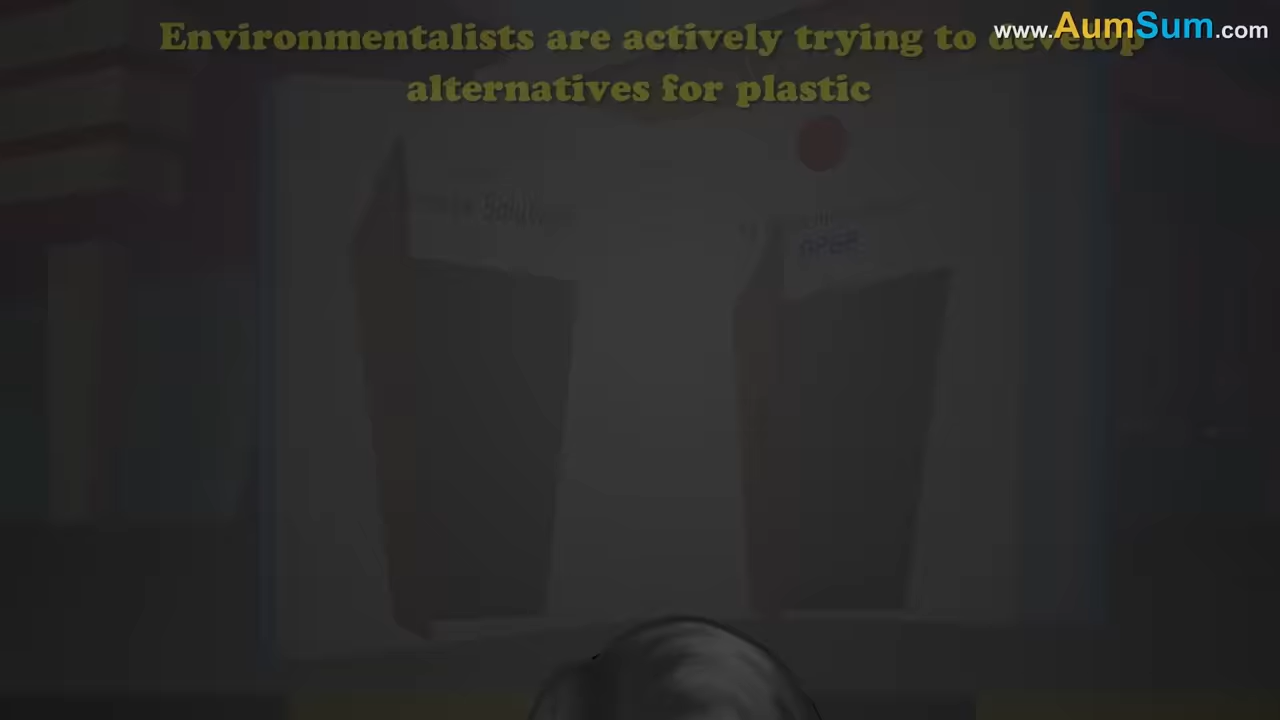 www.AumSum.com
Environmentalists are actively trying to develop
alternatives for plastic